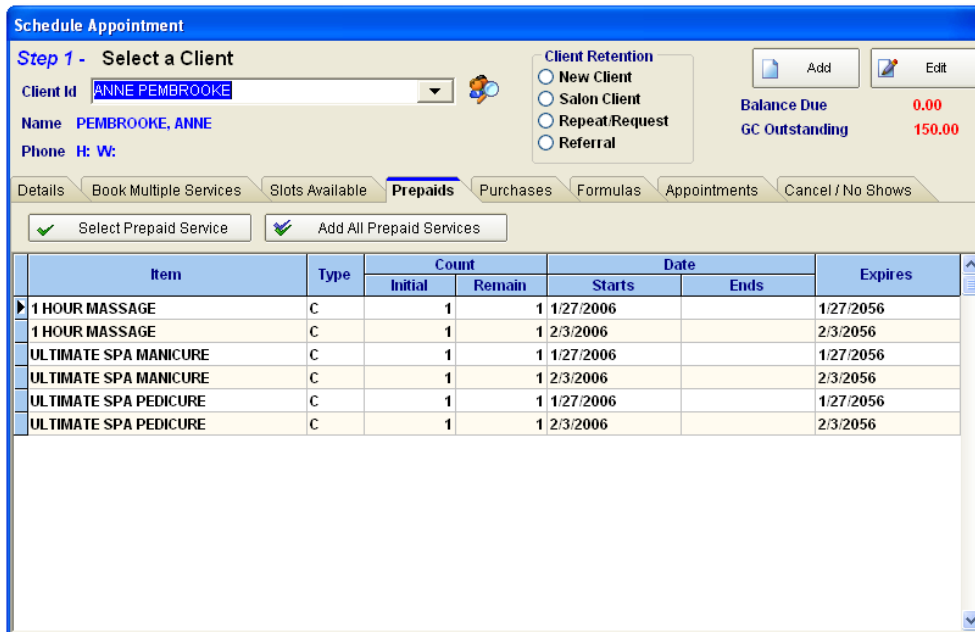 Schedule Appointment
Step 1 - Select a Client
Client Id ANNE PEMBROOKE
Name PEMBROOKE, ANNE
Phone H: W:
Client Retention
New Client
Salon Client
Repeat/Request
Referral
Add Edit
Balance Due 0.00
GC Outstanding 150.00
Details Book Multiple Services Slots Available Prepaids Purchases Formulas Appointments Cancel / No Shows
Select Prepaid Service Add All Prepaid Services
Item Type Count Date Expires
Initial Remain Starts Ends
1 HOUR MASSAGE C 1 1 1/27/2006 1/27/2056
1 HOUR MASSAGE C 1 1 2/3/2006 2/3/2056
ULTIMATE SPA MANICURE C 1 1 1/27/2006 1/27/2056
ULTIMATE SPA MANICURE C 1 1 2/3/2006 2/3/2056
ULTIMATE SPA PEDICURE C 1 1 1/27/2006 1/27/2056
ULTIMATE SPA PEDICURE C 1 1 2/3/2006 2/3/2056